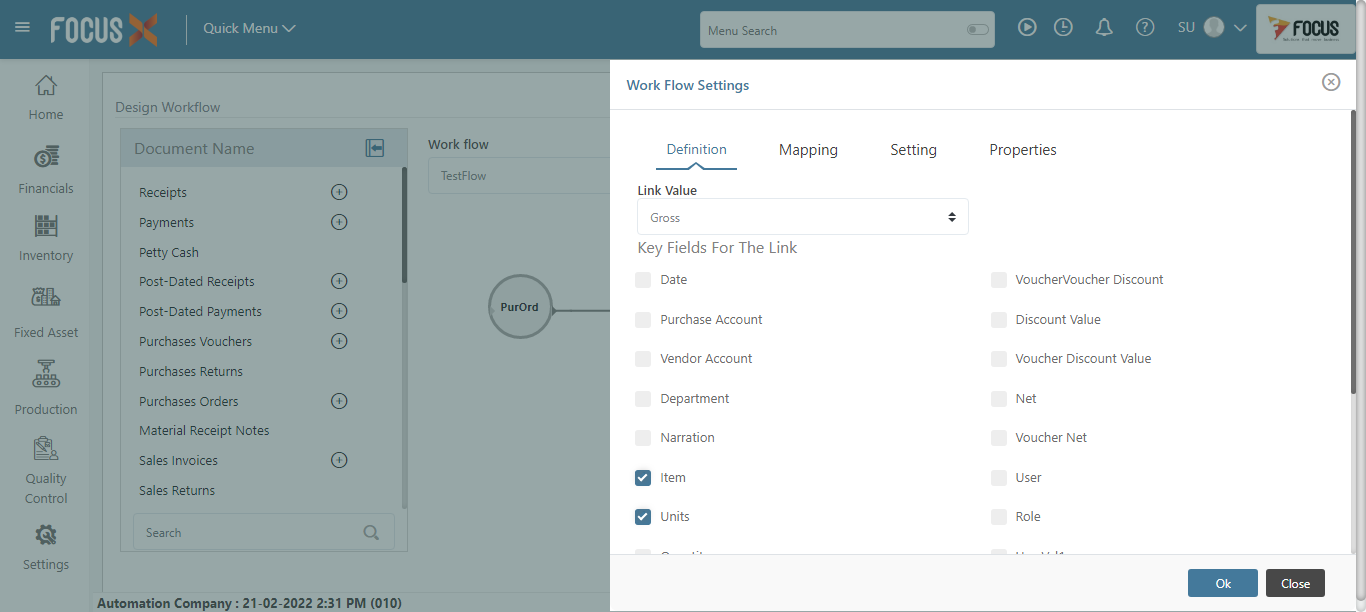 FOCUS X
Quick Menu
Menu Search
SU
FOCUS
Home
Financials
Inventory
Fixed Asset
Production
Quality
Control
Settings
Design Workflow
Document Name
Receipts
Payments
Petty Cash
Post-Dated Receipts
Post-Dated Payments
Purchases Vouchers
Purchases Returns
Purchases Orders
Material Receipt Notes
Sales Invoices
Sales Returns
Search
Work flow
TestFlow
PurOrd
Automation Company : 21-02-2022 2:31 PM (010)
Work Flow Settings
Definition
Mapping
Setting
Properties
Link Value
Gross
Key Fields For The Link
Date
Purchase Account
Vendor Account
Department
Narration
Item
Units
VoucherVoucher Discount
Discount Value
Voucher Discount Value
Net
Voucher Net
User
Role
Ok
Close